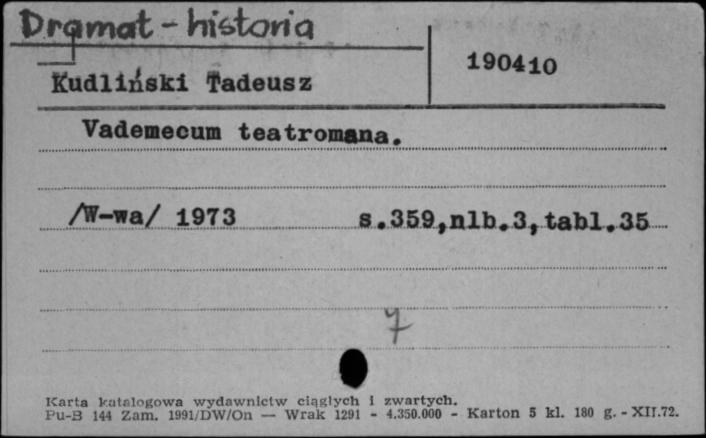 Dramat - historia
190410
Kudliński Tadeusz
Vademecum teatromana.
/W-wa/ 1973 s.359,nlb.3,tabl.35
7
Karta katalogowa wydawnictw ciągłych i zwartych.
Pu-B 144 Zam. 1991/DW/On — Wrak 1291 - 4.350.000 - Karton 5 kl. 180 g. - XII.72.